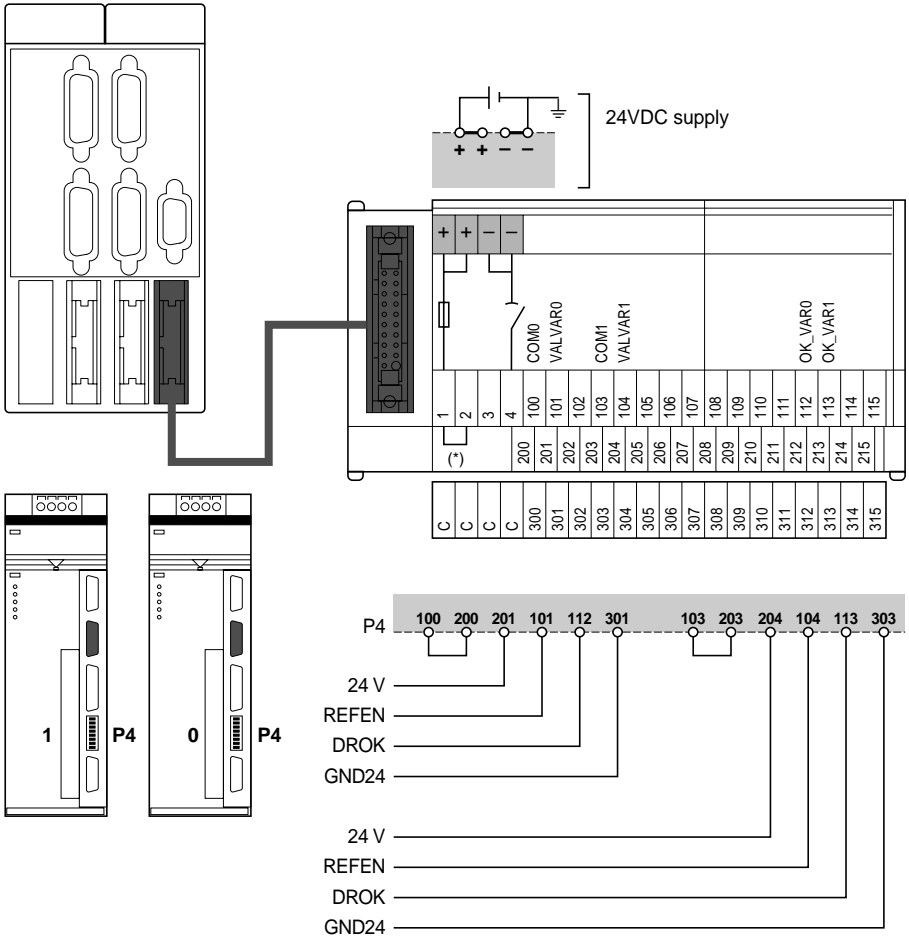 24VDC supply
+ + – –
+ + – –
COM0
VALVAR0
COM1
VALVAR1
OK_VAR0
OK_VAR1
1 2 3 4 100 101 102 103 104 105 106 107 108 109 110 111 112 113 114 115
(*) 200 201 202 203 204 205 206 207 208 209 210 211 212 213 214 215
C C C C 300 301 302 303 304 305 306 307 308 309 310 311 312 313 314 315
1 P4
0 P4
P4 100 200 201 101 112 301 103 203 204 104 113 303
24 V
REFEN
DROK
GND24
24 V
REFEN
DROK
GND24